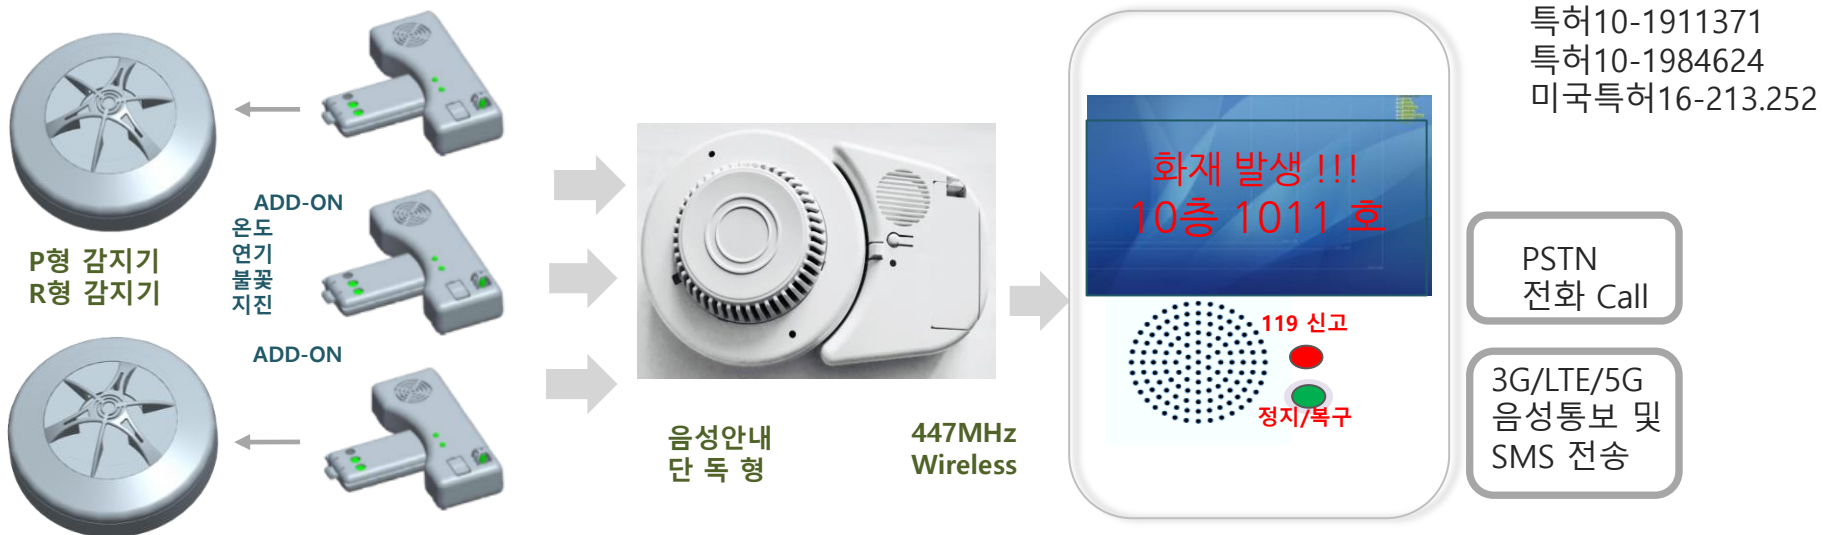 특허10-1911371
특허10-1984624
미국특허16-213.252
ADD-ON
온도
연기
불꽃
지진
P형 감지기
R형 감지기
ADD-ON
음성안내
단 독 형
447MHz
Wireless
화재 발생 !!!
10층 1011 호
119 신고
정지/복구
PSTN
전화 Call
3G/LTE/5G
음성통보 및
SMS 전송